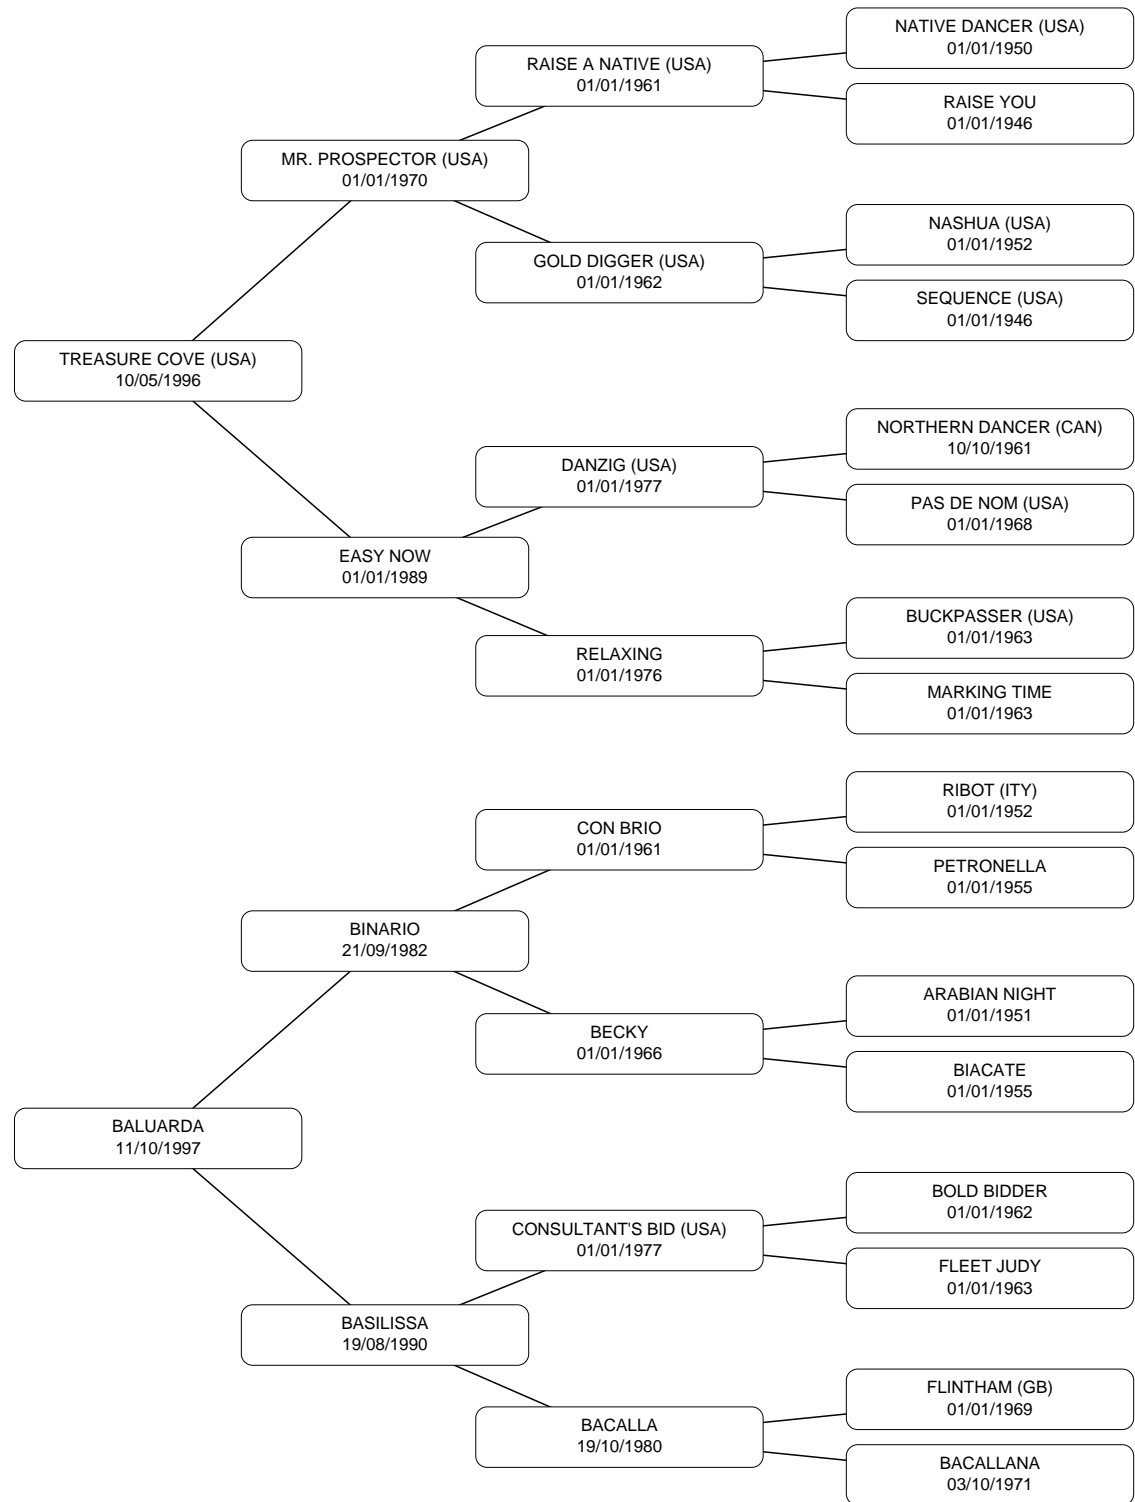 NATIVE DANCER (USA)
01/01/1950
RAISE A NATIVE (USA)
01/01/1961
RAISE YOU
01/01/1946
MR. PROSPECTOR (USA)
01/01/1970
NASHUA (USA)
01/01/1952
GOLD DIGGER (USA)
01/01/1962
SEQUENCE (USA)
01/01/1946
TREASURE COVE (USA)
10/05/1996
NORTHERN DANCER (CAN)
10/10/1961
DANZIG (USA)
01/01/1977
PAS DE NOM (USA)
01/01/1968
EASY NOW
01/01/1989
BUCKPASSER (USA)
01/01/1963
RELAXING
01/01/1976
MARKING TIME
01/01/1963
RIBOT (ITY)
01/01/1952
CON BRIO
01/01/1961
PETRONELLA
01/01/1955
BINARIO
21/09/1982
ARABIAN NIGHT
01/01/1951
BECKY
01/01/1966
BIACATE
01/01/1955
BALUARDA
11/10/1997
BOLD BIDDER
01/01/1962
CONSULTANT'S BID (USA)
01/01/1977
FLEET JUDY
01/01/1963
BASILISSA
19/08/1990
FLINTHAM (GB)
01/01/1969
BACALLA
19/10/1980
BACALLANA
03/10/1971